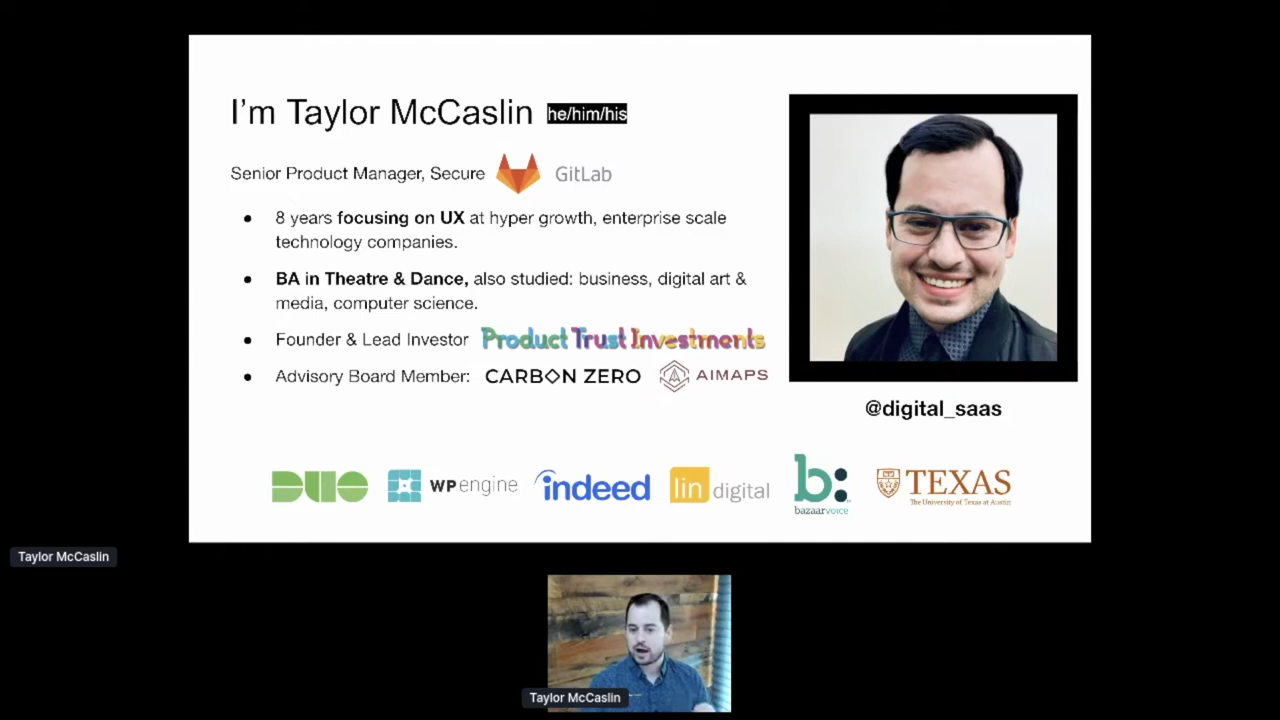 I'm Taylor McCaslin he/him/his
Senior Product Manager, Secure GitLab
● 8 years focusing on UX at hyper growth, enterprise scale
technology companies.
● BA in Theatre & Dance, also studied: business, digital art &
media, computer science.
● Founder & Lead Investor Product Trust Investments
● Advisory Board Member: CARBON ZERO AIMAPS
@digital_saas
DUO WPengine indeed lin digital b: bazaarvoice TEXAS
The University of Texas at Austin
Taylor McCaslin
Taylor McCaslin